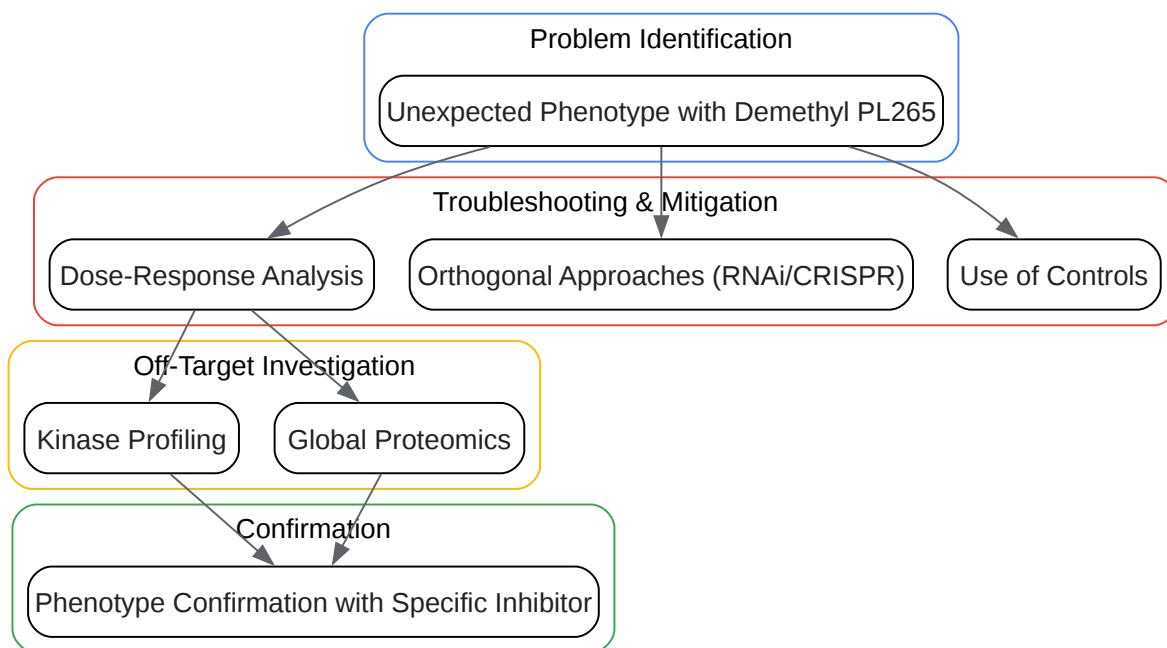 Problem Identification
Unexpected Phenotype with Demethyl PL265
Troubleshooting & Mitigation
Dose-Response Analysis
Orthogonal Approaches (RNAi/CRISPR)
Use of Controls
Off-Target Investigation
Kinase Profiling
Global Proteomics
Confirmation
Phenotype Confirmation with Specific Inhibitor